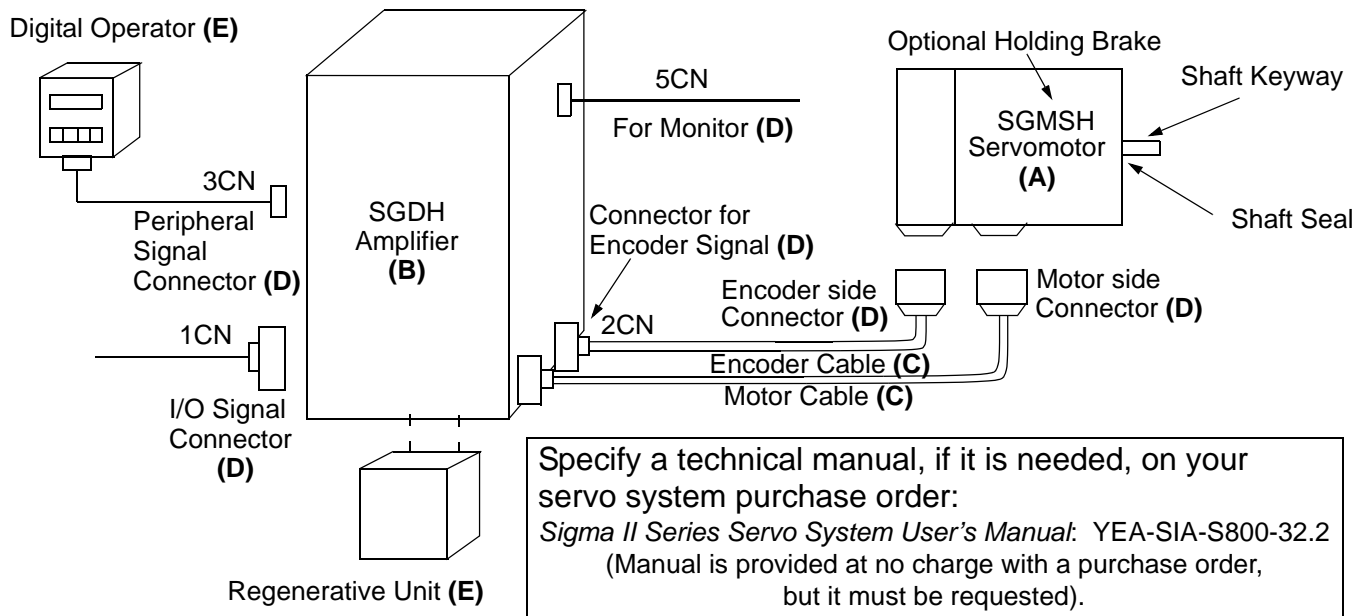 Digital Operator (E)
3CN
Peripheral
Signal
Connector (D)
1CN
I/O Signal
Connector
(D)
SGDH
Amplifier
(B)
Regenerative Unit (E)
5CN
For Monitor (D)
Connector for
Encoder Signal (D)
2CN
Encoder side
Connector (D)
Encoder Cable (C)
Motor Cable (C)
Optional Holding Brake
SGMSH
Servomotor
(A)
Shaft Keyway
Shaft Seal
Motor side
Connector (D)
Specify a technical manual, if it is needed, on your
servo system purchase order:
Sigma II Series Servo System User's Manual: YEA-SIA-S800-32.2
(Manual is provided at no charge with a purchase order,
but it must be requested).